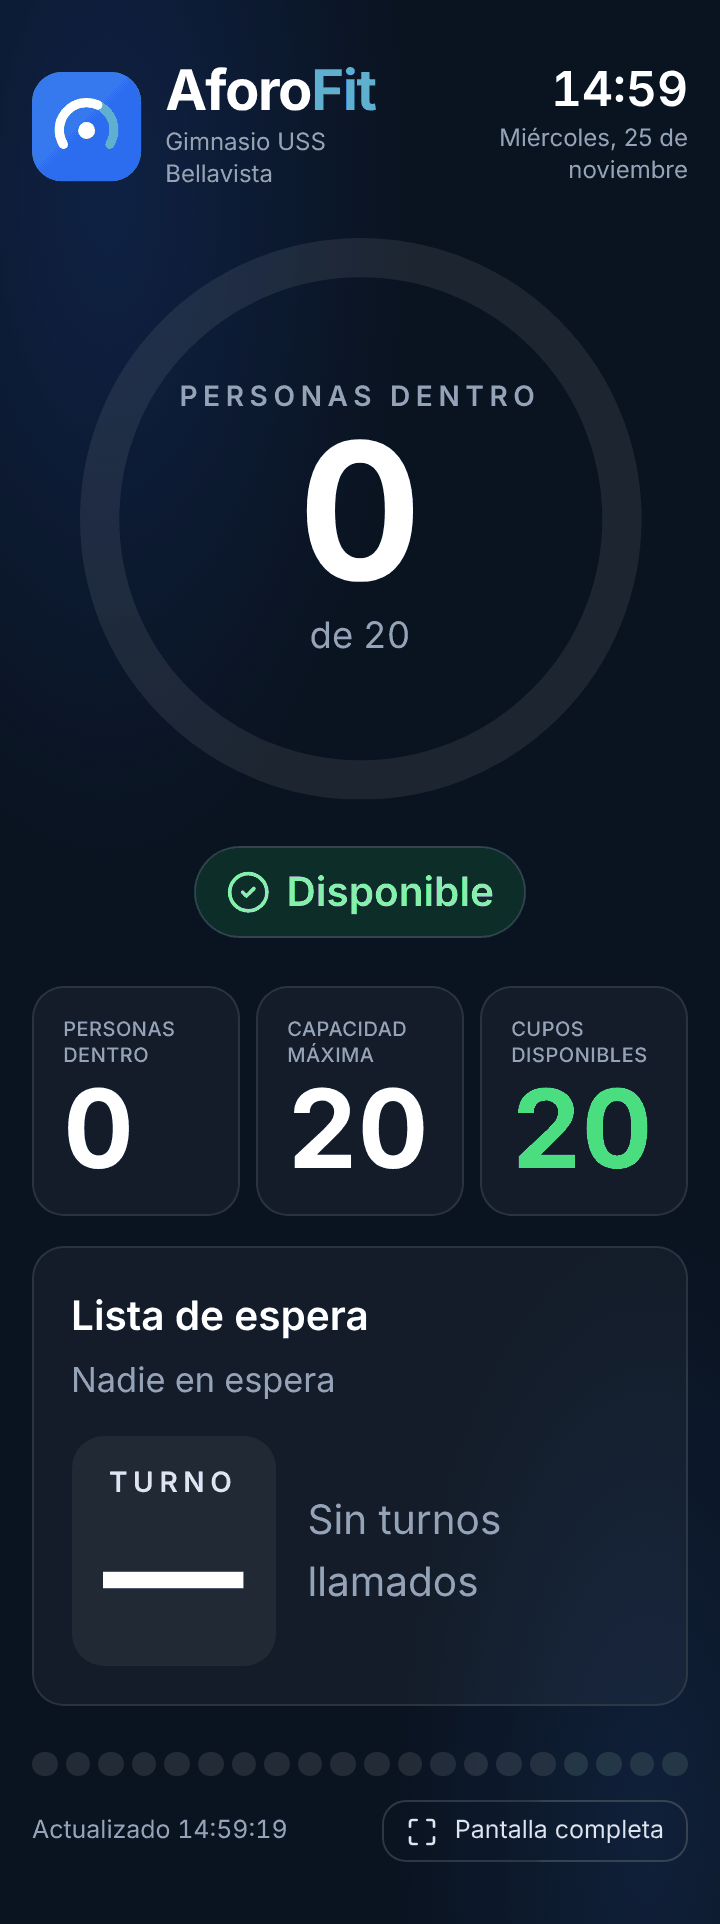 AforoFit
Gimnasio USS
Bellavista
14:59
Miércoles, 25 de
noviembre
PERSONAS DENTRO
0
de 20
Disponible
PERSONAS
DENTRO
0
CAPACIDAD
MÁXIMA
20
CUPOS
DISPONIBLES
20
Lista de espera
Nadie en espera
TURNO
—
Sin turnos
llamados
Actualizado 14:59:19
Pantalla completa